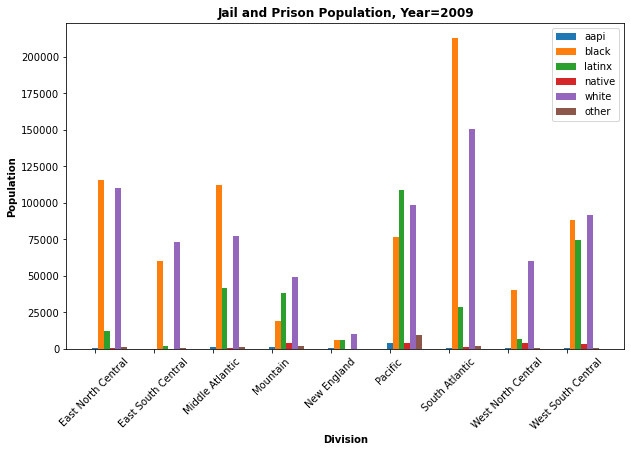 Jail and Prison Population, Year=2009
aapi
black
latinx
native
white
other
200000
175000
150000
125000
100000
75000
50000
25000
0
Population
East North Central
East South Central
Middle Atlantic
Mountain
New England
Pacific
South Atlantic
West North Central
West South Central
Division